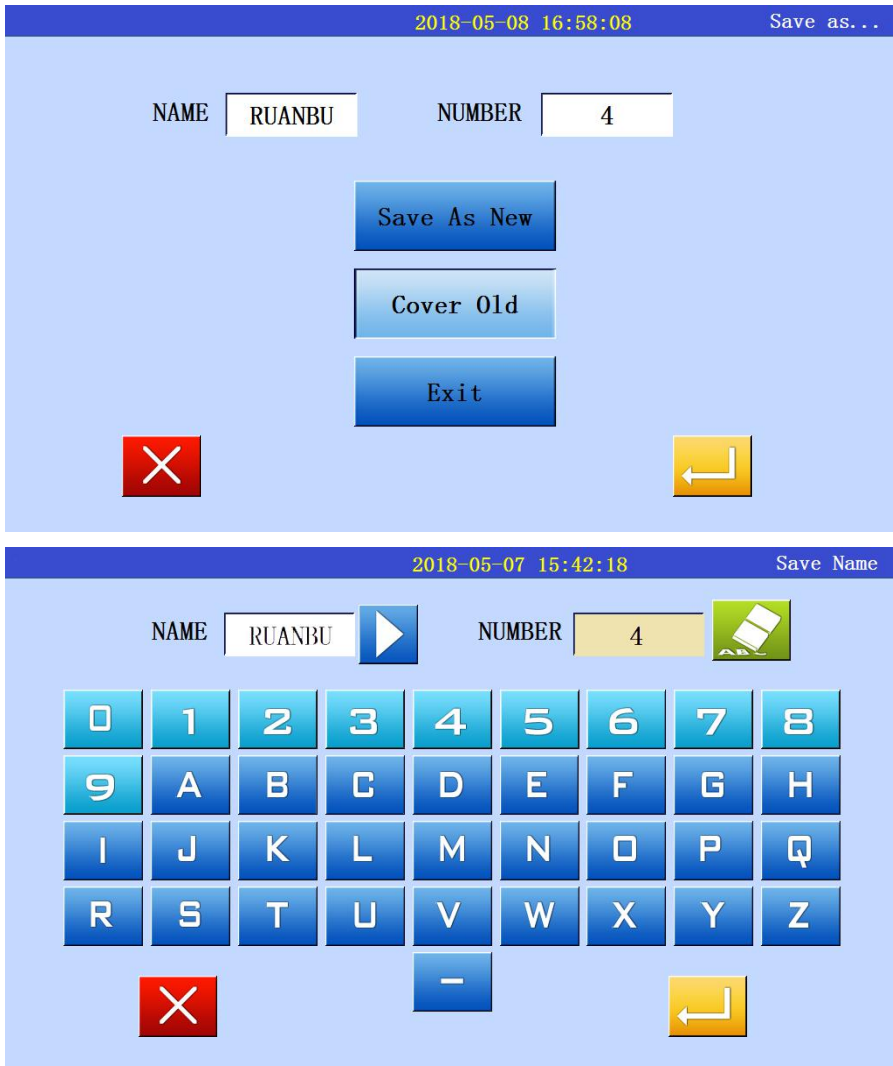 2018-05-08 16:58:08 Save as...
NAME RUANBU NUMBER 4
Save As New
Cover Old
Exit
2018-05-07 15:42:18 Save Name
NAME RUANBU NUMBER 4
ABC
0 1 2 3 4 5 6 7 8
9 A B C D E F G H
I J K L M N O P Q
R S T U V W X Y Z
-